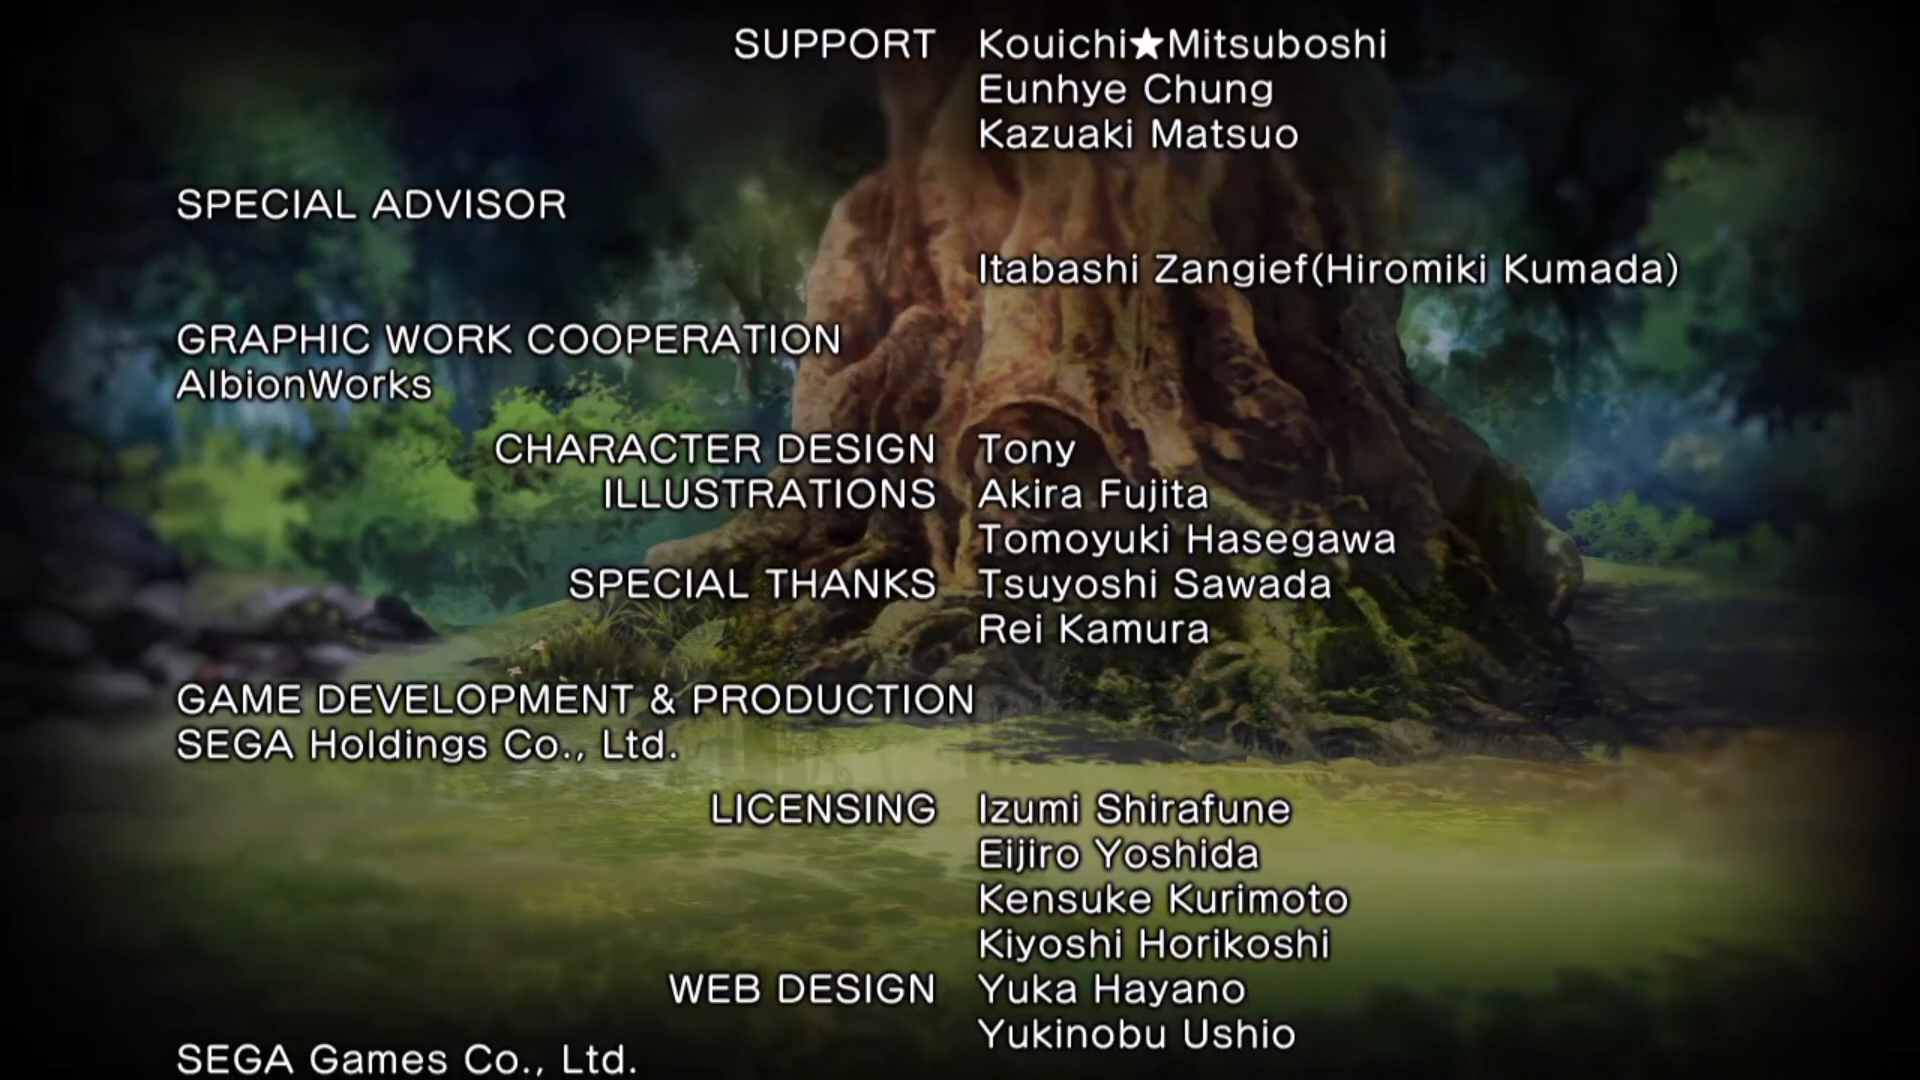 SUPPORT Kouichi★Mitsuboshi
Eunhye Chung
Kazuaki Matsuo
SPECIAL ADVISOR
Itabashi Zangief(Hiromiki Kumada)
GRAPHIC WORK COOPERATION
AlbionWorks
CHARACTER DESIGN Tony
ILLUSTRATIONS Akira Fujita
Tomoyuki Hasegawa
SPECIAL THANKS Tsuyoshi Sawada
Rei Kamura
GAME DEVELOPMENT & PRODUCTION
SEGA Holdings Co., Ltd.
LICENSING Izumi Shirafune
Eijiro Yoshida
Kensuke Kurimoto
Kiyoshi Horikoshi
WEB DESIGN Yuka Hayano
Yukinobu Ushio
SEGA Games Co., Ltd.